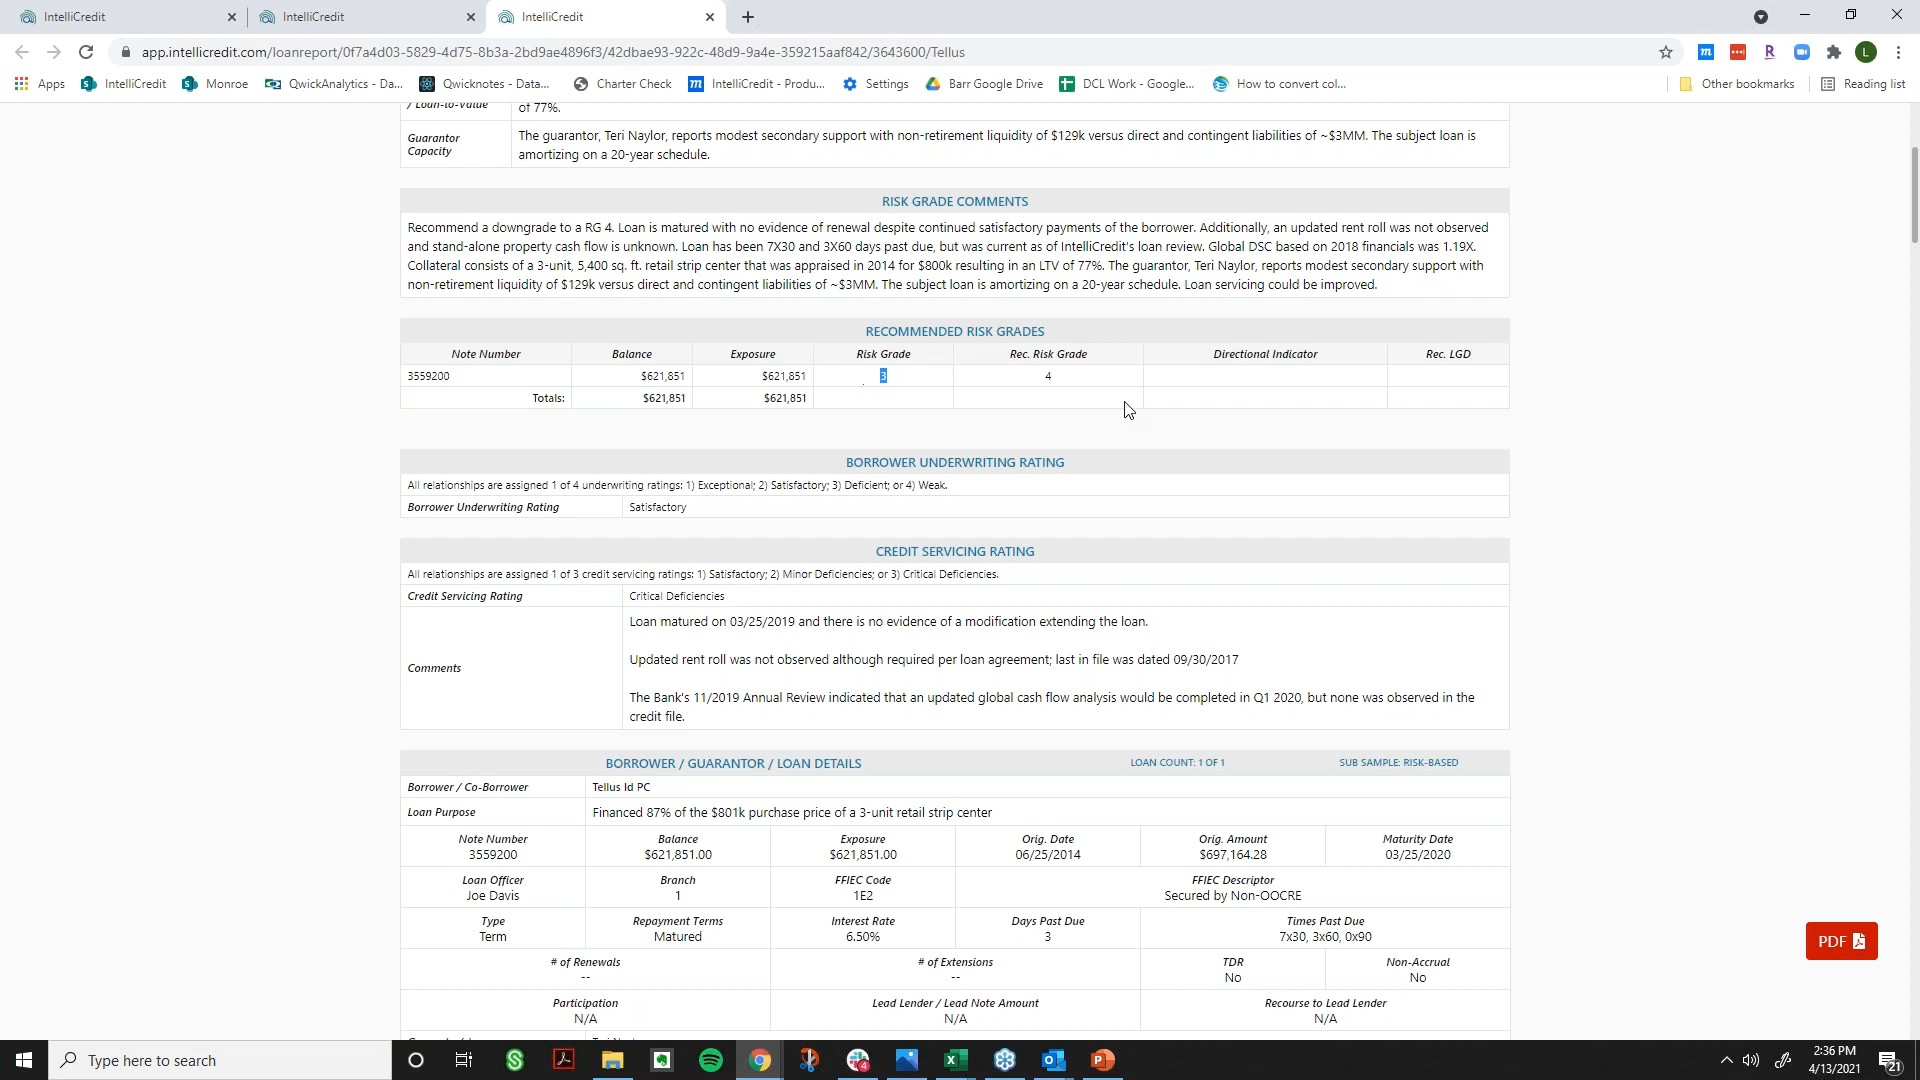 IntelliCredit
IntelliCredit
IntelliCredit
app.intellicredit.com/loanreport/0f7a4d03-5829-4d75-8b3a-2bd9ae4896f3/42dbae93-922c-48d9-9a4e-359215aaf842/3643600/Tellus
Apps IntelliCredit Monroe QwickAnalytics - Da... Qwicknotes - Data... Charter Check IntelliCredit - Produ... Settings Barr Google Drive DCL Work - Google... How to convert col... Other bookmarks Reading list
/ Loan-to-Value of 77%.
Guarantor Capacity
The guarantor, Teri Naylor, reports modest secondary support with non-retirement liquidity of $129k versus direct and contingent liabilities of ~$3MM. The subject loan is
amortizing on a 20-year schedule.
RISK GRADE COMMENTS
Recommend a downgrade to a RG 4. Loan is matured with no evidence of renewal despite continued satisfactory payments of the borrower. Additionally, an updated rent roll was not observed
and stand-alone property cash flow is unknown. Loan has been 7X30 and 3X60 days past due, but was current as of IntelliCredit's loan review. Global DSC based on 2018 financials was 1.19X.
Collateral consists of a 3-unit, 5,400 sq. ft. retail strip center that was appraised in 2014 for $800k resulting in an LTV of 77%. The guarantor, Teri Naylor, reports modest secondary support with
non-retirement liquidity of $129k versus direct and contingent liabilities of ~$3MM. The subject loan is amortizing on a 20-year schedule. Loan servicing could be improved.
RECOMMENDED RISK GRADES
Note Number Balance Exposure Risk Grade Rec. Risk Grade Directional Indicator Rec. LGD
3559200 $621,851 $621,851 3 4
Totals: $621,851 $621,851
BORROWER UNDERWRITING RATING
All relationships are assigned 1 of 4 underwriting ratings: 1) Exceptional; 2) Satisfactory; 3) Deficient; or 4) Weak.
Borrower Underwriting Rating Satisfactory
CREDIT SERVICING RATING
All relationships are assigned 1 of 3 credit servicing ratings: 1) Satisfactory; 2) Minor Deficiencies; or 3) Critical Deficiencies.
Credit Servicing Rating Critical Deficiencies
Comments
Loan matured on 03/25/2019 and there is no evidence of a modification extending the loan.
Updated rent roll was not observed although required per loan agreement; last in file was dated 09/30/2017
The Bank's 11/2019 Annual Review indicated that an updated global cash flow analysis would be completed in Q1 2020, but none was observed in the
credit file.
BORROWER / GUARANTOR / LOAN DETAILS LOAN COUNT: 1 OF 1 SUB SAMPLE: RISK-BASED
Borrower / Co-Borrower Tellus Id PC
Loan Purpose Financed 87% of the $801k purchase price of a 3-unit retail strip center
Note Number Balance Exposure Orig. Date Orig. Amount Maturity Date
3559200 $621,851.00 $621,851.00 06/25/2014 $697,164.28 03/25/2020
Loan Officer Branch FFIEC Code FFIEC Descriptor
Joe Davis 1 1E2 Secured by Non-OOCRE
Type Repayment Terms Interest Rate Days Past Due Times Past Due
Term Matured 6.50% 3 7x30, 3x60, 0x90
# of Renewals # of Extensions TDR Non-Accrual
-- -- No No
Participation Lead Lender / Lead Note Amount Recourse to Lead Lender
N/A N/A N/A
PDF
Type here to search
2:36 PM
4/13/2021